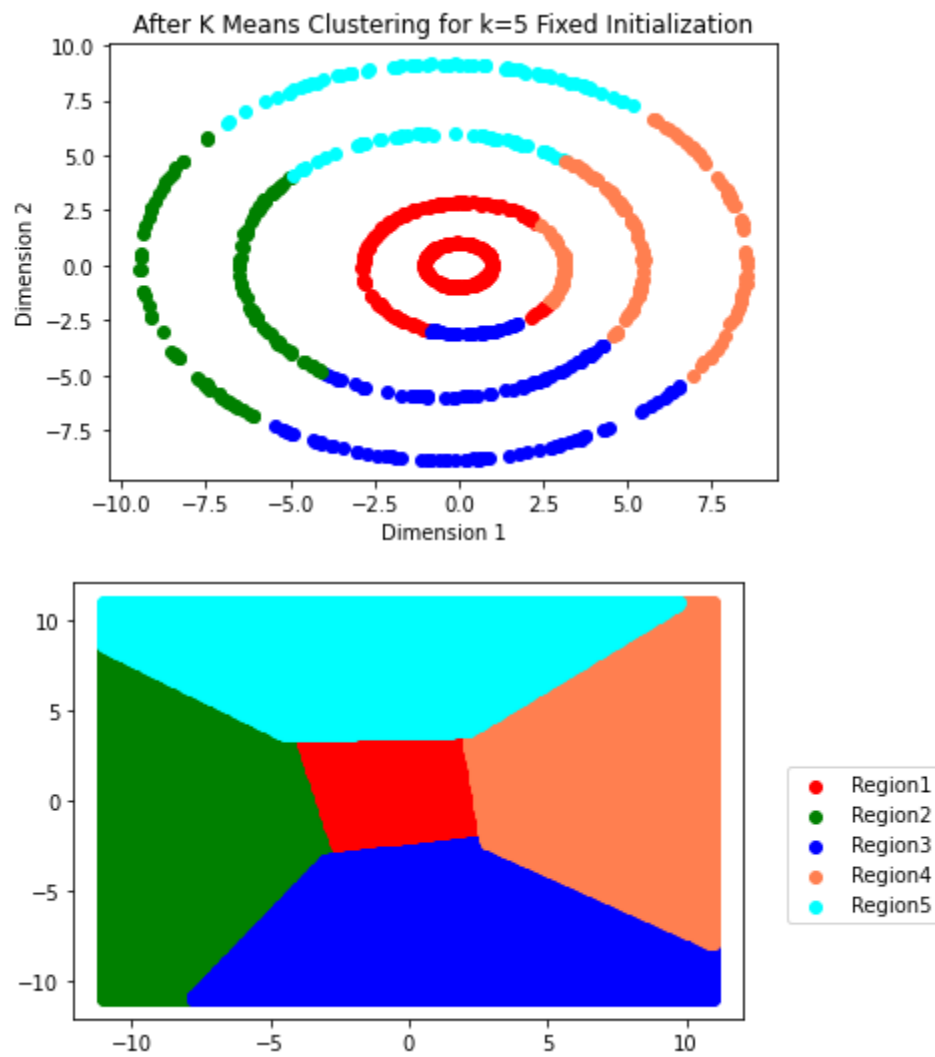 After K Means Clustering for k=5 Fixed Initialization
10.0
7.5
5.0
2.5
0.0
−2.5
−5.0
−7.5
Dimension 2
−10.0 −7.5 −5.0 −2.5 0.0 2.5 5.0 7.5
Dimension 1
10
5
0
−5
−10
−10 −5 0 5 10
Region1
Region2
Region3
Region4
Region5